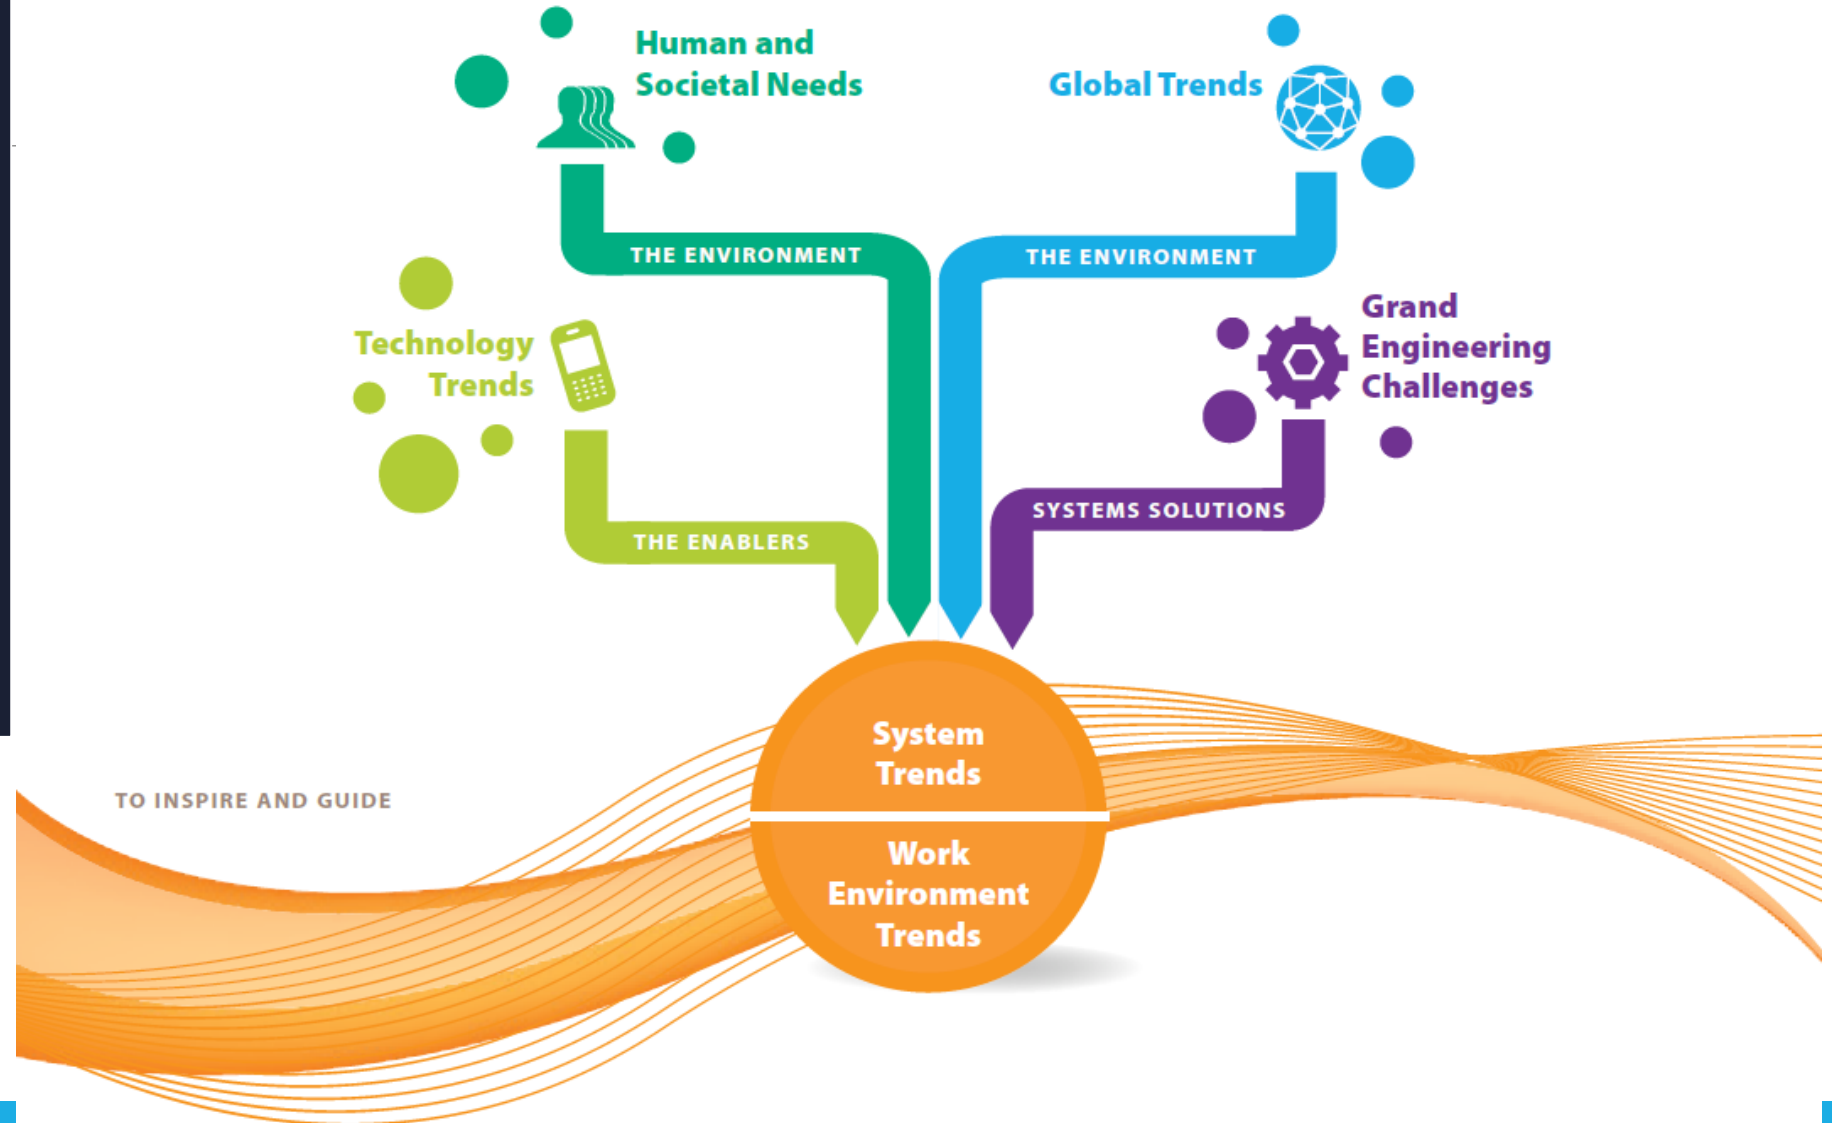 Human and
Societal Needs
Global Trends
THE ENVIRONMENT
THE ENVIRONMENT
Technology
Trends
Grand
Engineering
Challenges
THE ENABLERS
SYSTEMS SOLUTIONS
System
Trends
TO INSPIRE AND GUIDE
Work
Environment
Trends